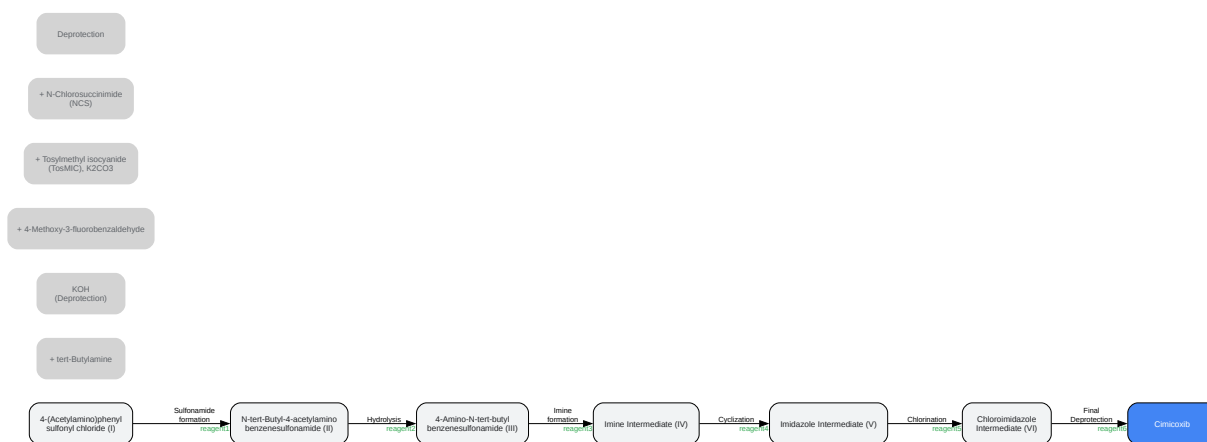 Deprotection
+ N-Chlorosuccinimide
(NCS)
+ Tosylmethyl isocyanide
(TosMIC), K2CO3
+ 4-Methoxy-3-fluorobenzaldehyde
KOH
(Deprotection)
+ tert-Butylamine
4-(Acetylamino)phenyl
sulfonyl chloride (I)
Sulfonamide
formation
reagent1
N-tert-Butyl-4-acetylamino
benzenesulfonamide (II)
Hydrolysis
reagent2
4-Amino-N-tert-butyl
benzenesulfonamide (III)
Imine
formation
reagent3
Imine Intermediate (IV)
Cyclization
reagent4
Imidazole Intermediate (V)
Chlorination
reagent5
Chloroimidazole
Intermediate (VI)
Final
Deprotection
reagent6
Cimicoxib